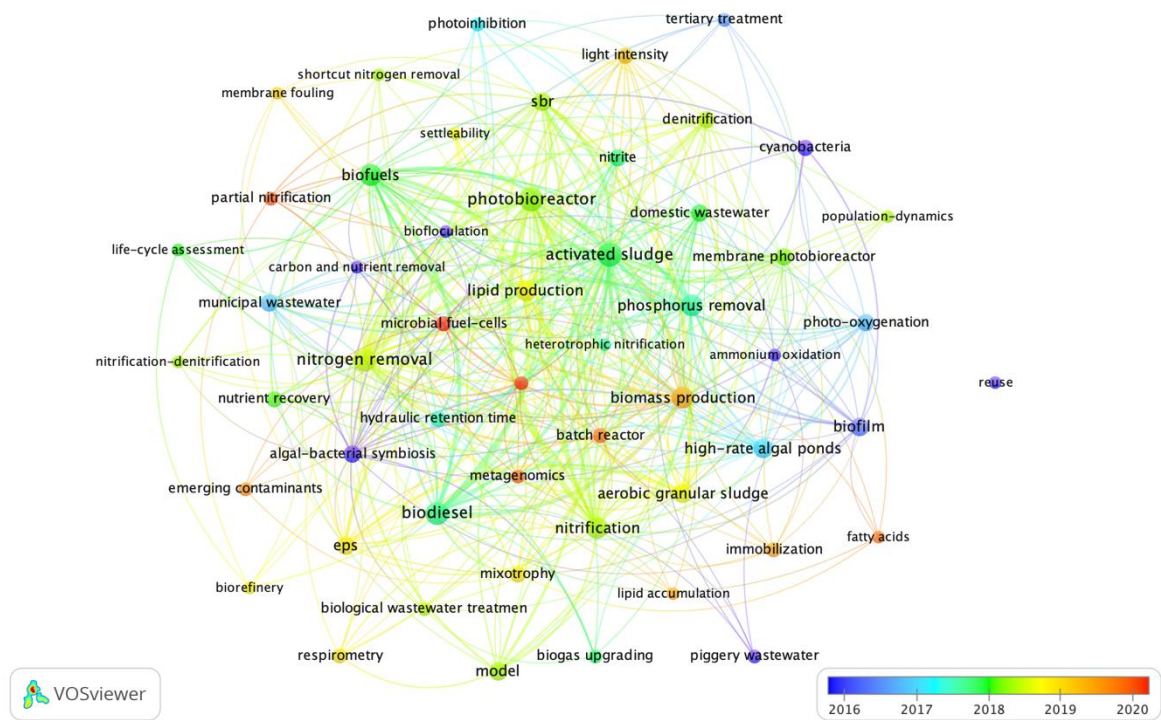 photoinhibition
tertiary treatment
light intensity
shortcut nitrogen removal
membrane fouling
sbr
settleability
denitrification
cyanobacteria
nitrite
biofuels
partial nitrification
photobioreactor
domestic wastewater
population-dynamics
biofloculation
life-cycle assessment
activated sludge
membrane photobioreactor
carbon and nutrient removal
lipid production
municipal wastewater
phosphorus removal
microbial fuel-cells
photo-oxygenation
heterotrophic nitrification
ammonium oxidation
nitrification-denitrification
nitrogen removal
reuse
nutrient recovery
biomass production
hydraulic retention time
biofilm
batch reactor
algal-bacterial symbiosis
high-rate algal ponds
metagenomics
emerging contaminants
aerobic granular sludge
biodiesel
nitrification
fatty acids
eps
immobilization
mixotrophy
biorefinery
lipid accumulation
biological wastewater treatmen
respirometry
biogas upgrading
piggery wastewater
model
VOSviewer
2016 2017 2018 2019 2020